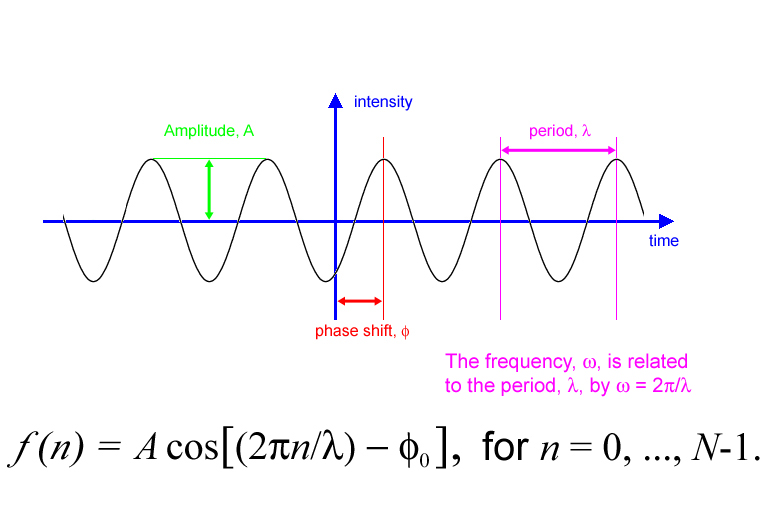 intensity
Amplitude, A
period, λ
time
phase shift, ϕ
The frequency, ω, is related
to the period, λ, by ω = 2π/λ
f (n) = A cos[(2πn/λ) − ϕ₀], for n = 0, ..., N-1.